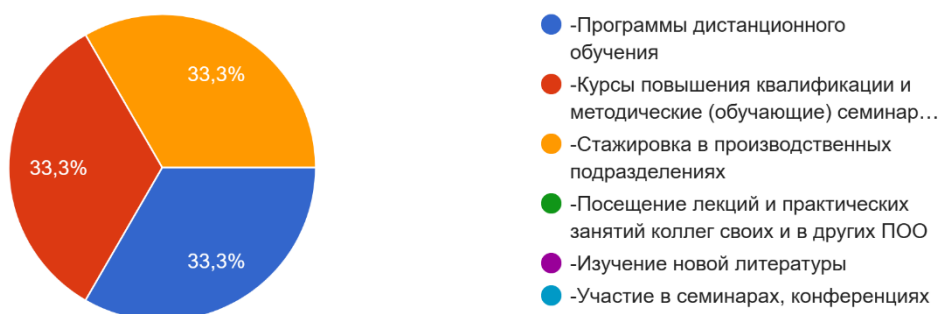 33,3%
33,3%
33,3%
-Программы дистанционного
обучения
-Курсы повышения квалификации и
методические (обучающие) семинар…
-Стажировка в производственных
подразделениях
-Посещение лекций и практических
занятий коллег своих и в других ПОО
-Изучение новой литературы
-Участие в семинарах, конференциях